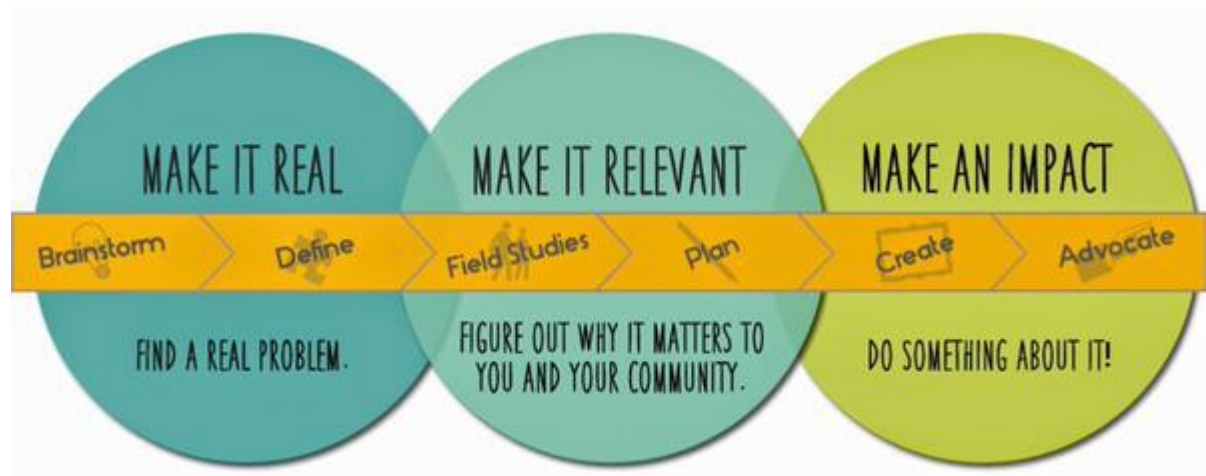 MAKE IT REAL
MAKE IT RELEVANT
MAKE AN IMPACT
Brainstorm
Define
Field Studies
Plan
Create
Advocate
FIND A REAL PROBLEM.
FIGURE OUT WHY IT MATTERS TO
YOU AND YOUR COMMUNITY.
DO SOMETHING ABOUT IT!